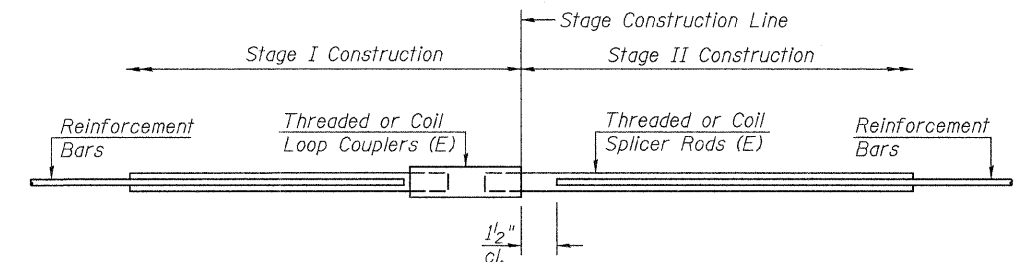 Stage Construction Line
Stage I Construction
Stage II Construction
Reinforcement
Bars
Threaded or Coil
Loop Couplers (E)
Threaded or Coil
Splicer Rods (E)
Reinforcement
Bars
1½"
cl.